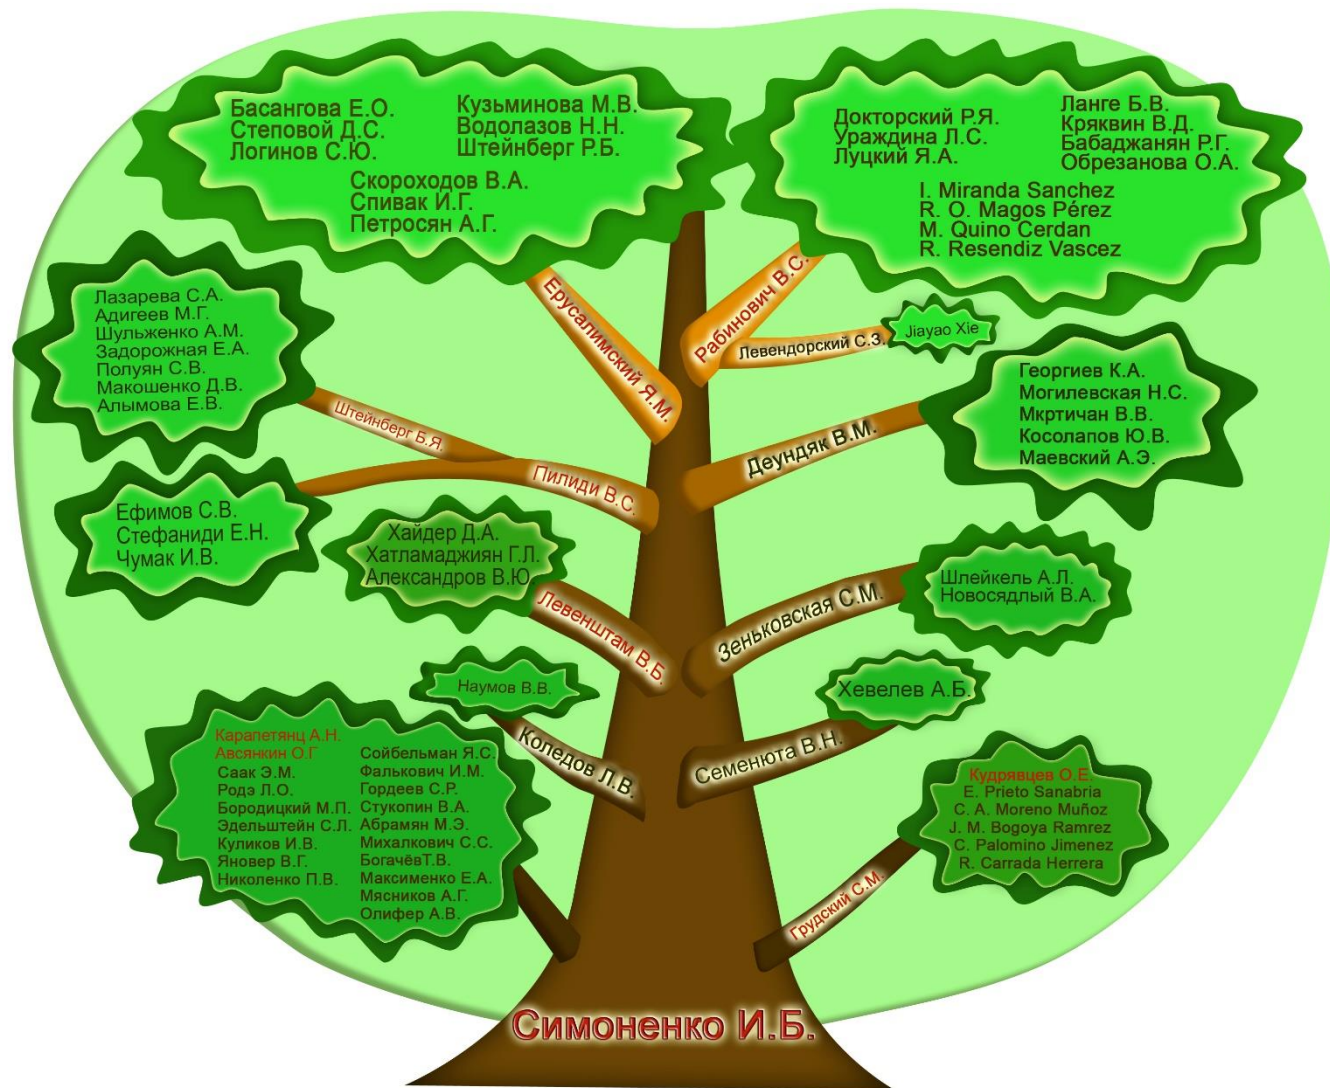 Басангова Е.О.
Степовой Д.С.
Логинов С.Ю.
Кузьминова М.В.
Водолазов Н.Н.
Штейнберг Р.Б.
Скороходов В.А.
Спивак И.Г.
Петросян А.Г.
Докторский Р.Я.
Ураждина Л.С.
Луцкий Я.А.
Ланге Б.В.
Кряквин В.Д.
Бабаджанян Р.Г.
Обрезанова О.А.
I. Miranda Sanchez
R. O. Magos Pérez
M. Quino Cerdan
R. Resendiz Vascez
Ерусалимский Я.М.
Рабинович В.С.
Левендорский С.З.
Jiayao Xie
Лазарева С.А.
Адигеев М.Г.
Шульженко А.М.
Задорожная Е.А.
Полуян С.В.
Макошенко Д.В.
Алымова Е.В.
Георгиев К.А.
Могилевская Н.С.
Мкртичан В.В.
Косолапов Ю.В.
Маевский А.Э.
Штейнберг Б.Я.
Пилиди В.С.
Деундяк В.М.
Ефимов С.В.
Стефаниди Е.Н.
Чумак И.В.
Хайдер Д.А.
Хатламаджиян Г.Л.
Александров В.Ю.
Левенштам В.Б.
Зеньковская С.М.
Шлейкель А.Л.
Новосядлый В.А.
Наумов В.В.
Коледов Л.В.
Семенюта В.Н.
Хевелев А.Б.
Карапетянц А.Н.
Авсянкин О.Г
Саак Э.М.
Родэ Л.О.
Бородицкий М.П.
Эдельштейн С.Л.
Куликов И.В.
Яновер В.Г.
Николенко П.В.
Сойбельман Я.С.
Фалькович И.М.
Гордеев С.Р.
Стукопин В.А.
Абрамян М.Э.
Михалкович С.С.
БогачёвТ.В.
Максименко Е.А.
Мясников А.Г.
Олифер А.В.
Кудрявцев О.Е.
E. Prieto Sanabria
C. A. Moreno Muñoz
J. M. Bogoya Ramrez
C. Palomino Jimenez
R. Carrada Herrera
Грудский С.М.
Симоненко И.Б.